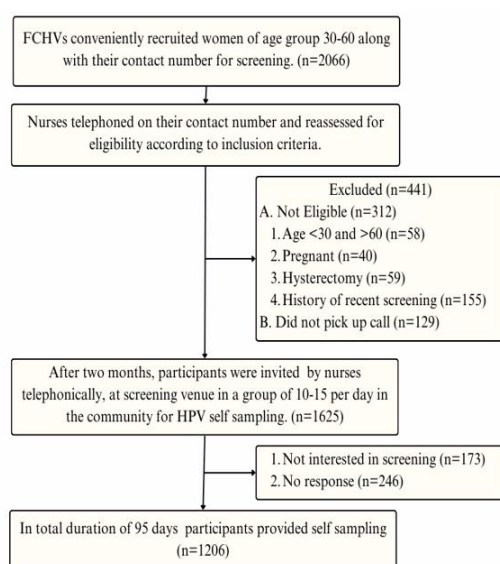 FCHVs conveniently recruited women of age group 30-60 along
with their contact number for screening. (n=2066)
Nurses telephoned on their contact number and reassessed for
eligibility according to inclusion criteria.
Excluded (n=441)
A. Not Eligible (n=312)
1. Age <30 and >60 (n=58)
2. Pregnant (n=40)
3. Hysterectomy (n=59)
4. History of recent screening (n=155)
B. Did not pick up call (n=129)
After two months, participants were invited by nurses
telephonically, at screening venue in a group of 10-15 per day in
the community for HPV self sampling. (n=1625)
1. Not interested in screening (n=173)
2. No response (n=246)
In total duration of 95 days participants provided self sampling
(n=1206)